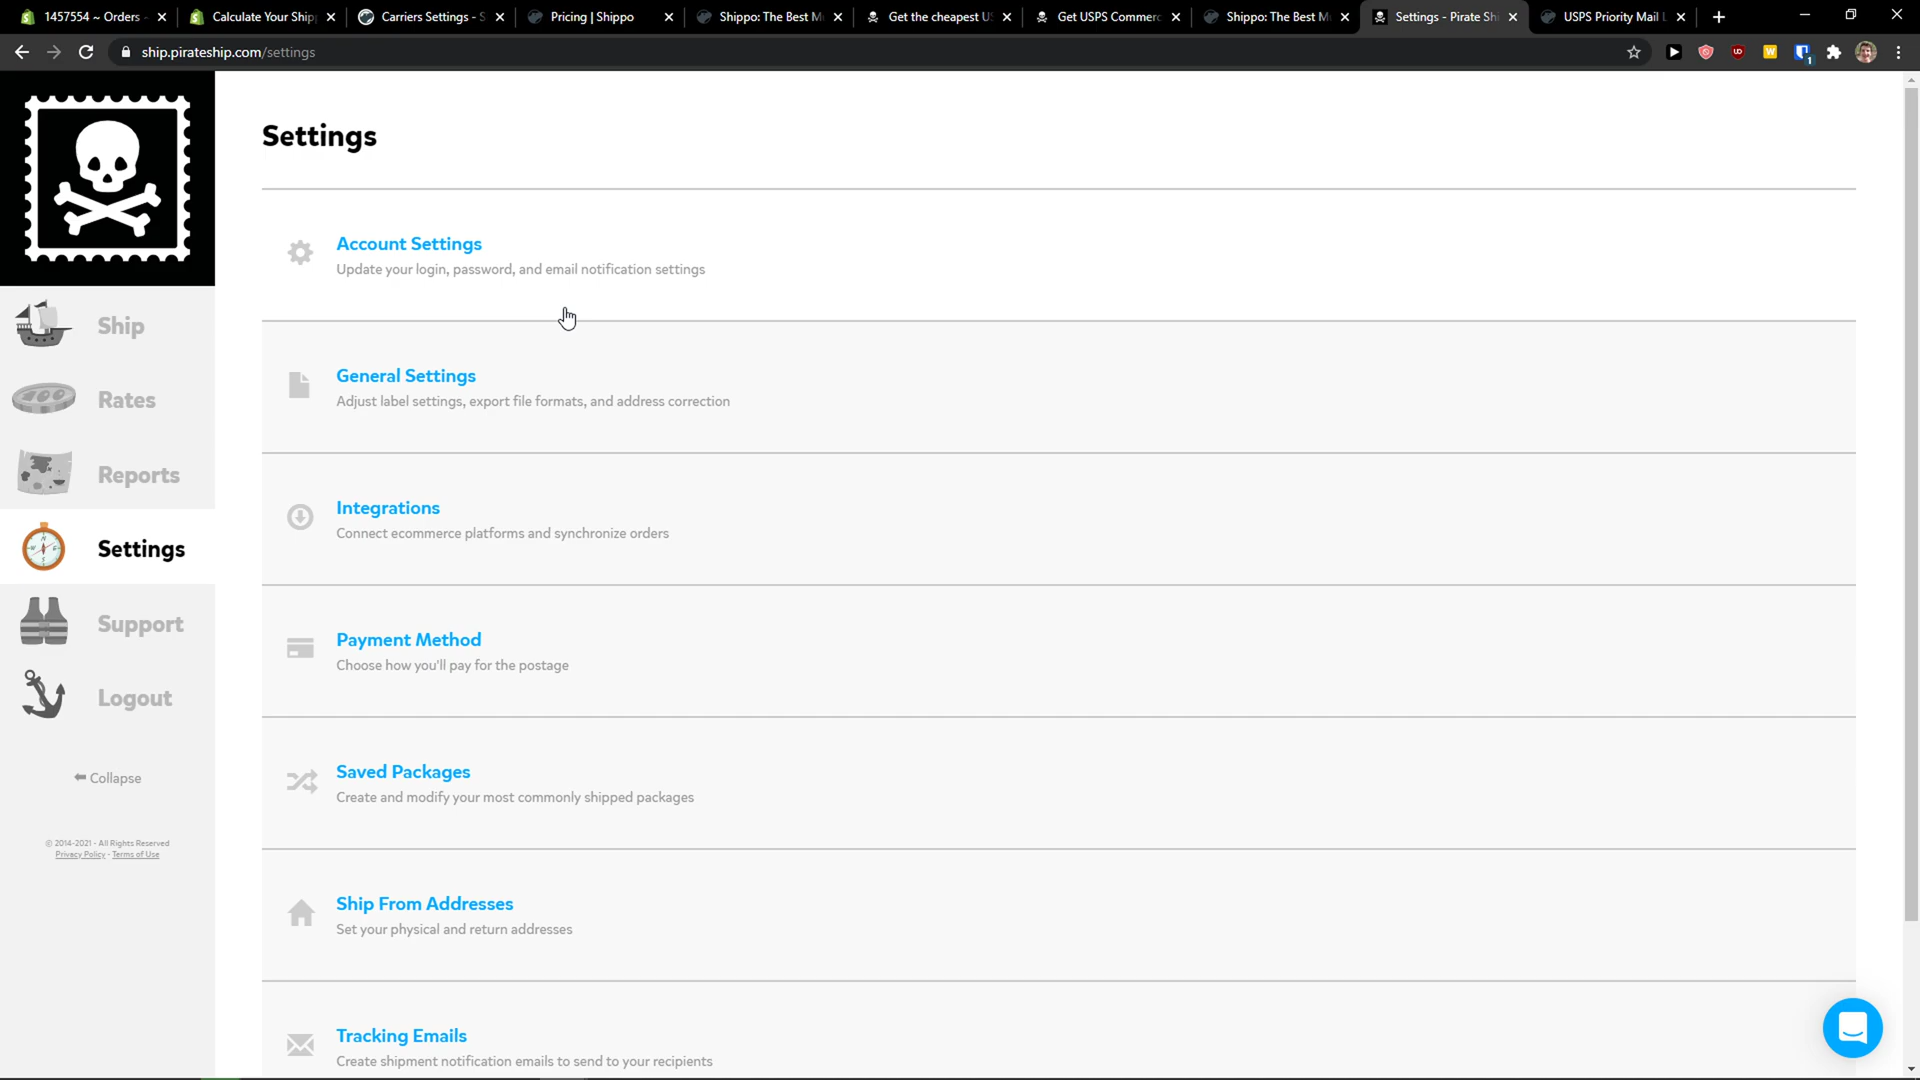 1457554 ~ Orders
Calculate Your Ship
Carriers Settings - S
Pricing | Shippo
Shippo: The Best M
Get the cheapest U
Get USPS Commerc
Shippo: The Best M
Settings - Pirate Sh
USPS Priority Mail
ship.pirateship.com/settings
Settings
Account Settings
Update your login, password, and email notification settings
Ship
General Settings
Adjust label settings, export file formats, and address correction
Rates
Reports
Integrations
Connect ecommerce platforms and synchronize orders
Settings
Support
Payment Method
Choose how you'll pay for the postage
Logout
Collapse
Saved Packages
Create and modify your most commonly shipped packages
© 2014-2021 - All Rights Reserved
Privacy Policy - Terms of Use
Ship From Addresses
Set your physical and return addresses
Tracking Emails
Create shipment notification emails to send to your recipients